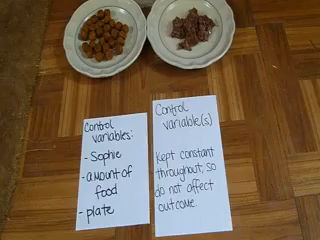 Control
variables:
- Sophie
- amount of
food
- plate
Control
variable(s)
Kept constant
throughout, so
do not affect
outcome.